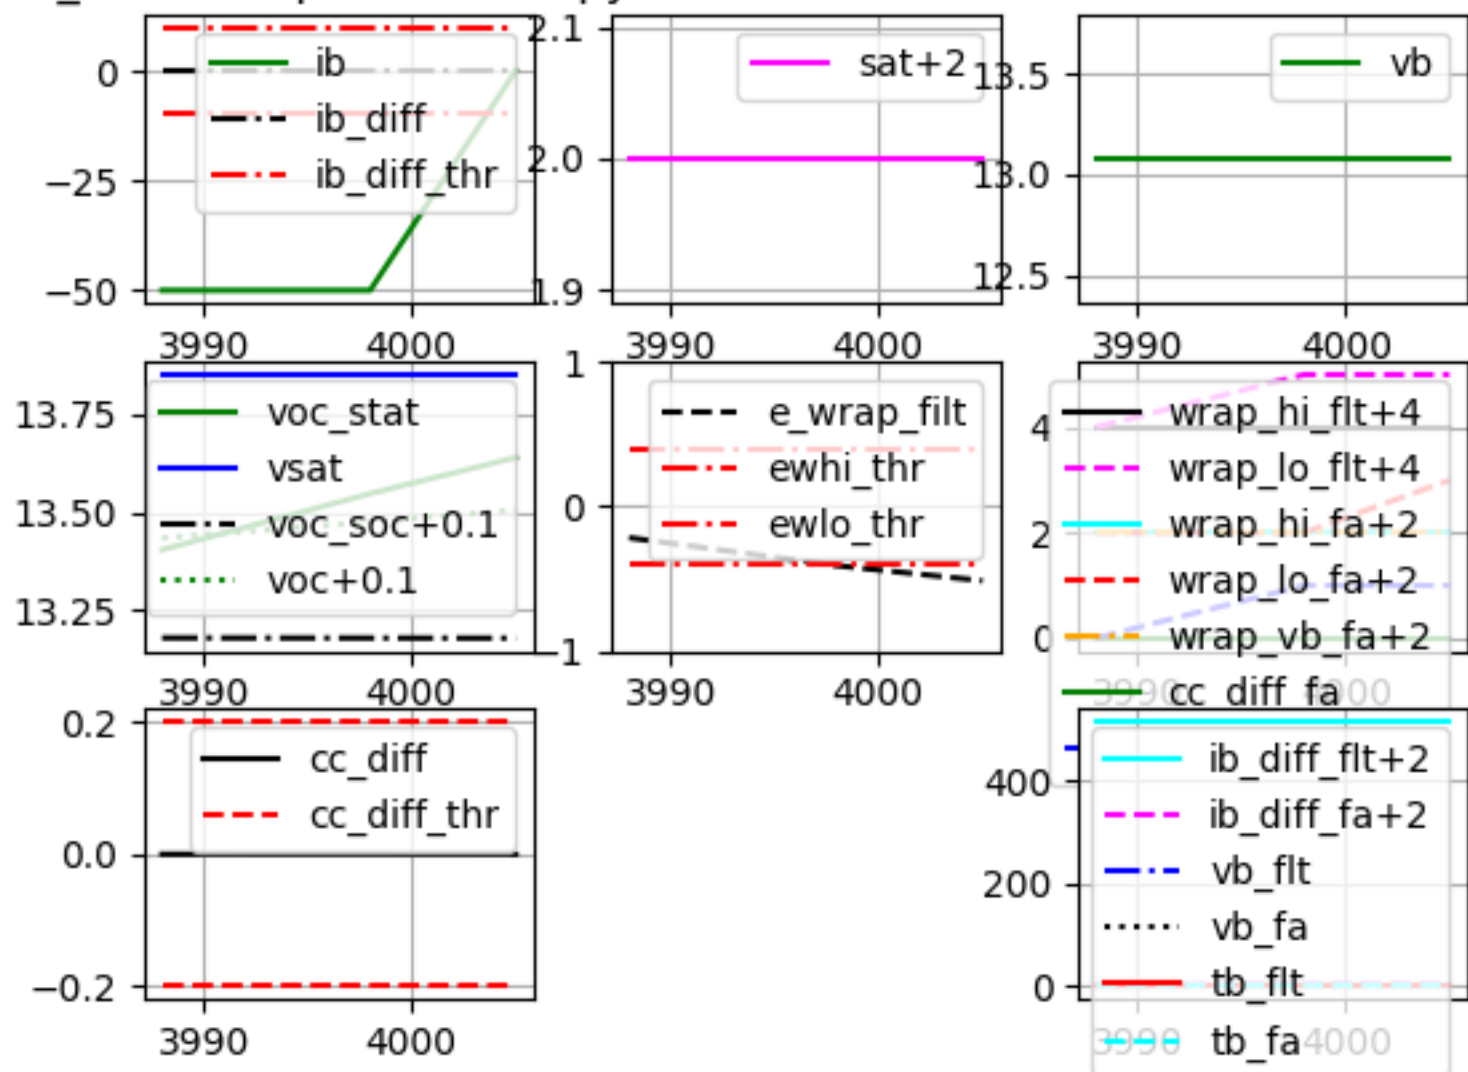 2.1
ib
sat+2
vb
0
13.5
ib_diff
2.0
ib_diff_thr
−25
13.0
12.5
−50
1.9
3990
4000
3990
4000
3990
4000
1
13.75
voc_stat
e_wrap_filt
4
wrap_hi_flt+4
vsat
ewhi_thr
wrap_lo_flt+4
13.50
voc_soc+0.1
0
ewlo_thr
2
wrap_hi_fa+2
voc+0.1
wrap_lo_fa+2
13.25
0
wrap_vb_fa+2
−1
3990
4000
3990
4000
3990
4000
cc_diff_fa
0.2
cc_diff
ib_diff_flt+2
400
cc_diff_thr
ib_diff_fa+2
0.0
vb_flt
200
vb_fa
−0.2
0
tb_flt
3990
4000
3990
4000
tb_fa